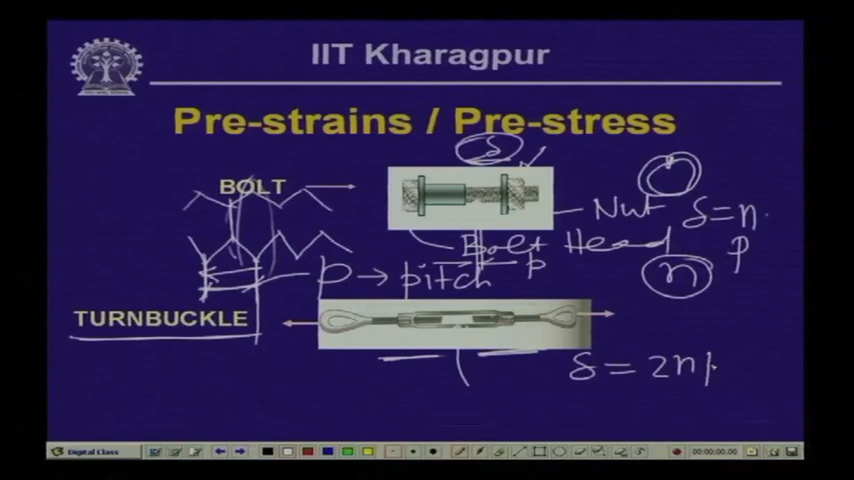 IIT Kharagpur
Pre-strains / Pre-stress
δ
BOLT
Nut δ = n.
p
Bolt Head
p → pitch
p
n
TURNBUCKLE
δ = 2np
Digital Class
00:00:00.00